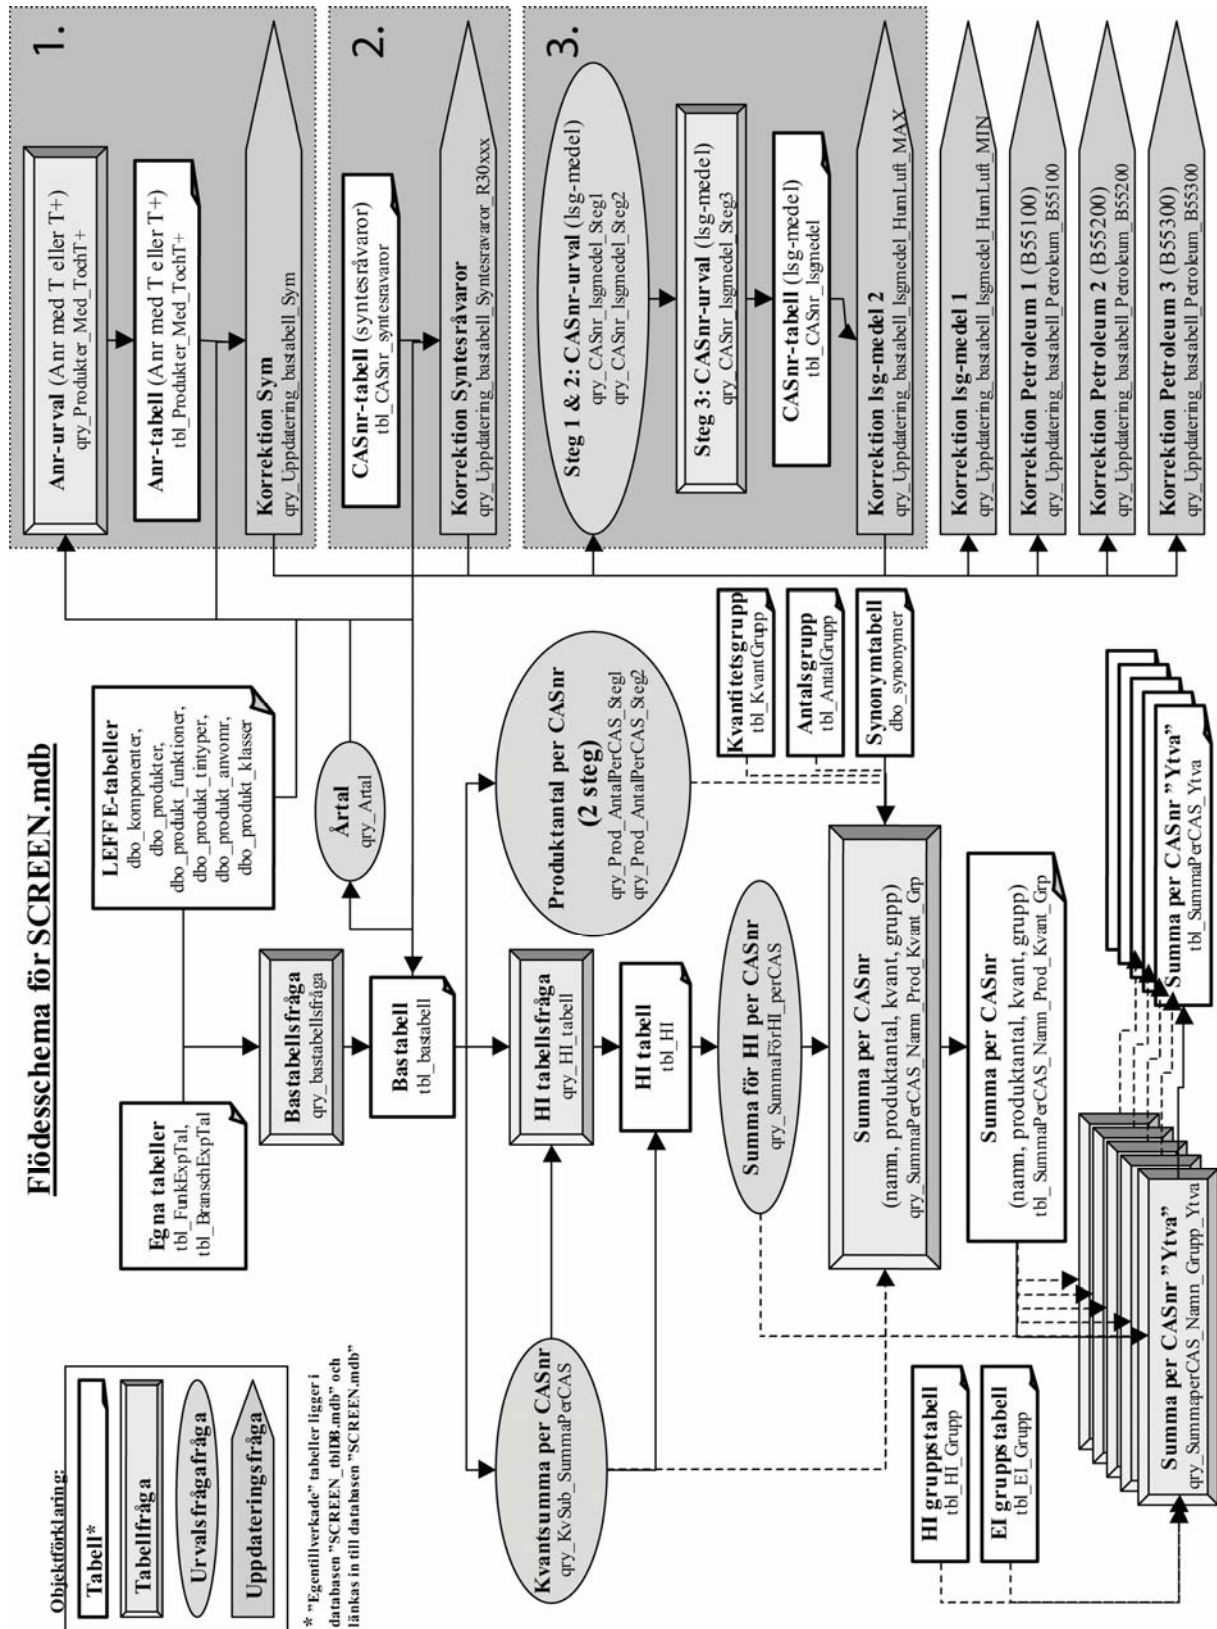 Flödesschema för SCREEN.mdb
Objektförklaring:
Tabell*
Tabellfråga
Urvalsfrågafråga
Uppdateringsfråga
* "Egentillverkade" tabeller ligger i
databasen "SCREEN_tblDB.mdb" och
länkas in till databasen "SCREEN.mdb"
Egna tabeller
tbl_FunkExpTal,
tbl_BranschExpTal
LEFFE-tabeller
dbo_komponenter,
dbo_produkter,
dbo_produkt_funktioner,
dbo_produkt_tintyper,
dbo_produkt_anvomr,
dbo_produkt_klasser
Bastabellsfråga
qry_bastabellsfråga
Årtal
qry_Artal
Bastabell
tbl_bastabell
Kvantsumma per CASnr
qry_KvSub_SummaPerCAS
HI tabellsfråga
qry_HI_tabell
Produktantal per CASnr
(2 steg)
qry_Prod_AntalPerCAS_Steg1
qry_Prod_AntalPerCAS_Steg2
HI tabell
tbl_HI
Summa för HI per CASnr
qry_SummaFörHI_perCAS
Kvantitetsgrupp
tbl_KvantGrupp
Antalsgrupp
tbl_AntalGrupp
Synonymtabell
dbo_synonymer
Summa per CASnr
(namn, produktantal, kvant, grupp)
qry_SummaPerCAS_Namn_Prod_Kvant_Grp
Summa per CASnr
(namn, produktantal, kvant, grupp)
tbl_SummaPerCAS_Namn_Prod_Kvant_Grp
HI gruppstabell
tbl_HI_Grupp
EI gruppstabell
tbl_EI_Grupp
Summa per CASnr "Ytva"
qry_SummaperCAS_Namn_Grupp_Ytva
Summa per CASnr "Ytva"
tbl_SummaPerCAS_Ytva
1.
Anr-urval (Anr med T eller T+)
qry_Produkter_Med_TochT+
Anr-tabell (Anr med T eller T+)
tbl_Produkter_Med_TochT+
Korrektion Sym
qry_Uppdatering_bastabell_Sym
2.
CASnr-tabell (syntesråvaror)
tbl_CASnr_syntesravaror
Korrektion Syntesråvaror
qry_Uppdatering_bastabell_Syntesravaror_R30xxx
3.
Steg 1 & 2: CASnr-urval (lsg-medel)
qry_CASnr_lsgmedel_Steg1
qry_CASnr_lsgmedel_Steg2
Steg 3: CASnr-urval (lsg-medel)
qry_CASnr_lsgmedel_Steg3
CASnr-tabell (lsg-medel)
tbl_CASnr_lsgmedel
Korrektion lsg-medel 2
qry_Uppdatering_bastabell_lsgmedel_HumLuft_MAX
Korrektion lsg-medel 1
qry_Uppdatering_bastabell_lsgmedel_HumLuft_MIN
Korrektion Petroleum 1 (B55100)
qry_Uppdatering_bastabell_Petroleum_B55100
Korrektion Petroleum 2 (B55200)
qry_Uppdatering_bastabell_Petroleum_B55200
Korrektion Petroleum 3 (B55300)
qry_Uppdatering_bastabell_Petroleum_B55300